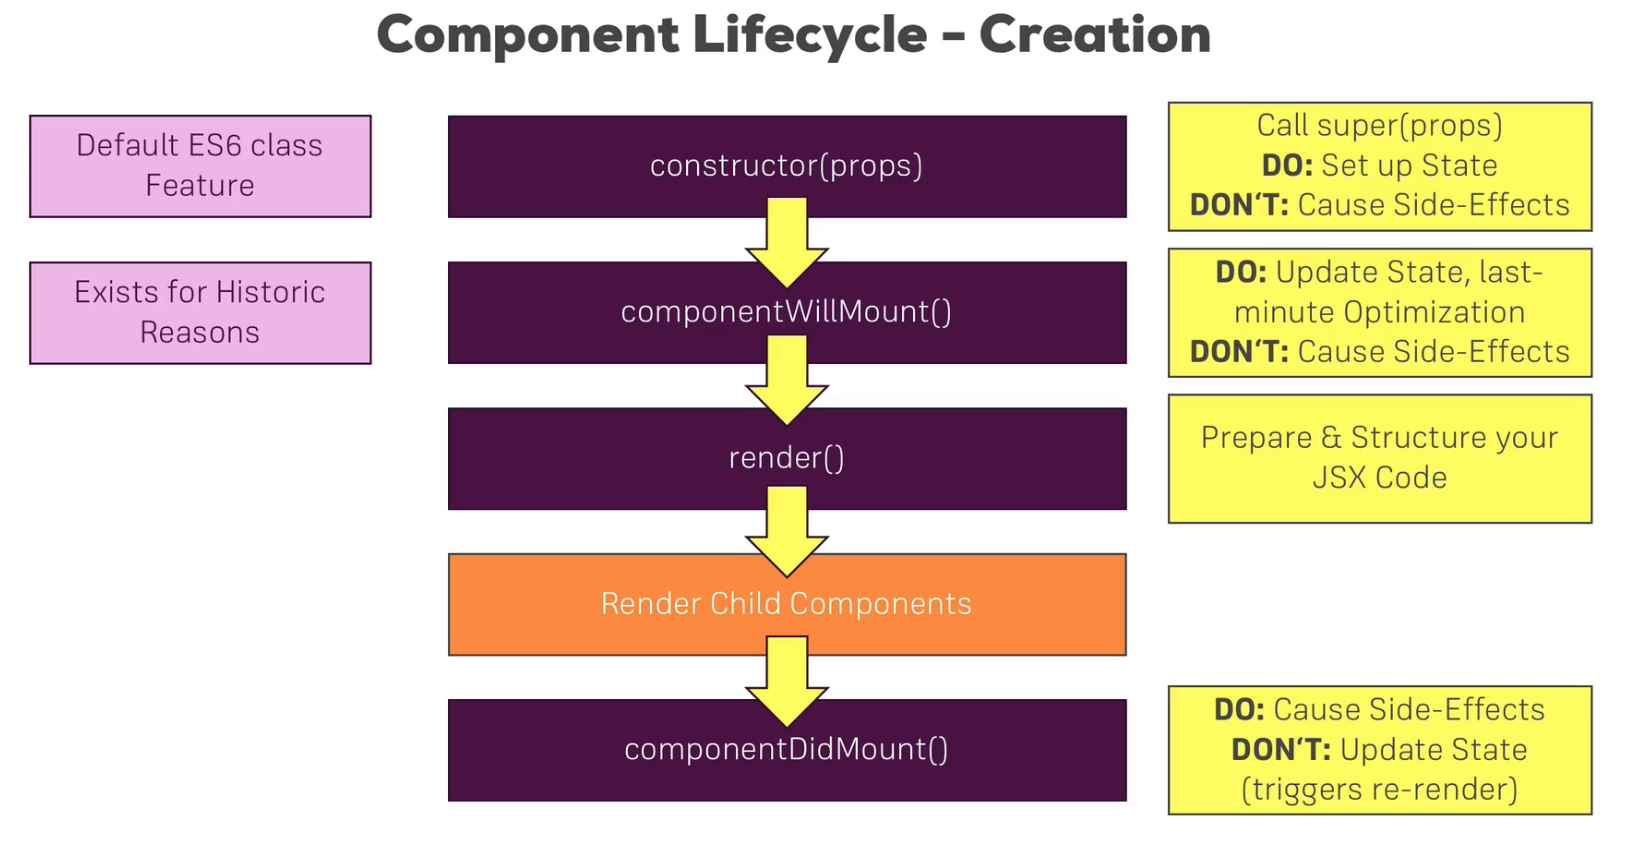 Component Lifecycle – Creation
Default ES6 class
Feature
constructor(props)
Call super(props)
DO: Set up State
DON‘T: Cause Side-Effects
Exists for Historic
Reasons
componentWillMount()
DO: Update State, last-
minute Optimization
DON‘T: Cause Side-Effects
render()
Prepare & Structure your
JSX Code
Render Child Components
componentDidMount()
DO: Cause Side-Effects
DON‘T: Update State
(triggers re-render)